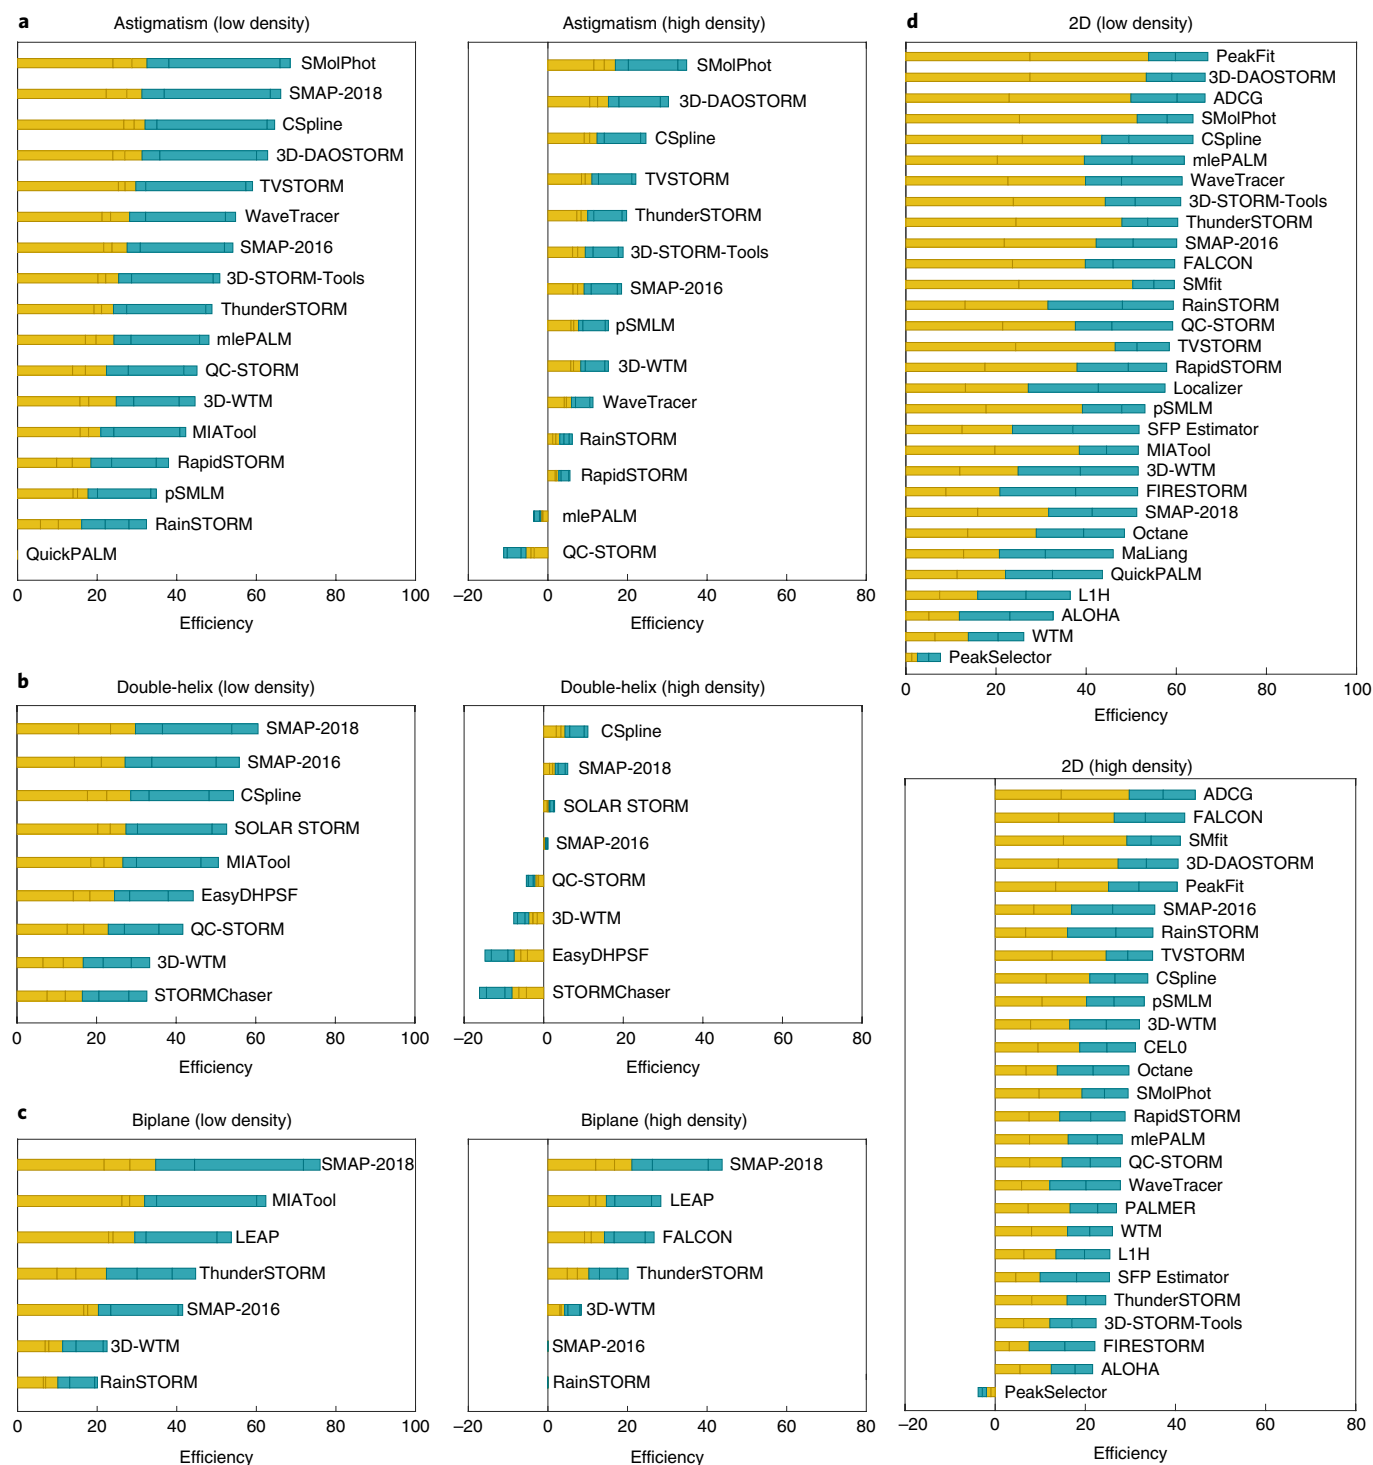 a
Astigmatism (low density)
SMolPhot
SMAP-2018
CSpline
3D-DAOSTORM
TVSTORM
WaveTracer
SMAP-2016
3D-STORM-Tools
ThunderSTORM
mlePALM
QC-STORM
3D-WTM
MIATool
RapidSTORM
pSMLM
RainSTORM
QuickPALM
0 20 40 60 80 100
Efficiency
Astigmatism (high density)
SMolPhot
3D-DAOSTORM
CSpline
TVSTORM
ThunderSTORM
3D-STORM-Tools
SMAP-2016
pSMLM
3D-WTM
WaveTracer
RainSTORM
RapidSTORM
mlePALM
QC-STORM
–20 0 20 40 60 80
Efficiency
b
Double-helix (low density)
SMAP-2018
SMAP-2016
CSpline
SOLAR STORM
MIATool
EasyDHPSF
QC-STORM
3D-WTM
STORMChaser
0 20 40 60 80 100
Efficiency
Double-helix (high density)
CSpline
SMAP-2018
SOLAR STORM
SMAP-2016
QC-STORM
3D-WTM
EasyDHPSF
STORMChaser
–20 0 20 40 60 80
Efficiency
c
Biplane (low density)
SMAP-2018
MIATool
LEAP
ThunderSTORM
SMAP-2016
3D-WTM
RainSTORM
0 20 40 60 80 100
Efficiency
Biplane (high density)
SMAP-2018
LEAP
FALCON
ThunderSTORM
3D-WTM
SMAP-2016
RainSTORM
–20 0 20 40 60 80
Efficiency
d
2D (low density)
PeakFit
3D-DAOSTORM
ADCG
SMolPhot
CSpline
mlePALM
WaveTracer
3D-STORM-Tools
ThunderSTORM
SMAP-2016
FALCON
SMfit
RainSTORM
QC-STORM
TVSTORM
RapidSTORM
Localizer
pSMLM
SFP Estimator
MIATool
3D-WTM
FIRESTORM
SMAP-2018
Octane
MaLiang
QuickPALM
L1H
ALOHA
WTM
PeakSelector
0 20 40 60 80 100
Efficiency
2D (high density)
ADCG
FALCON
SMfit
3D-DAOSTORM
PeakFit
SMAP-2016
RainSTORM
TVSTORM
CSpline
pSMLM
3D-WTM
CEL0
Octane
SMolPhot
RapidSTORM
mlePALM
QC-STORM
WaveTracer
PALMER
WTM
L1H
SFP Estimator
ThunderSTORM
3D-STORM-Tools
FIRESTORM
ALOHA
PeakSelector
–20 0 20 40 60 80
Efficiency